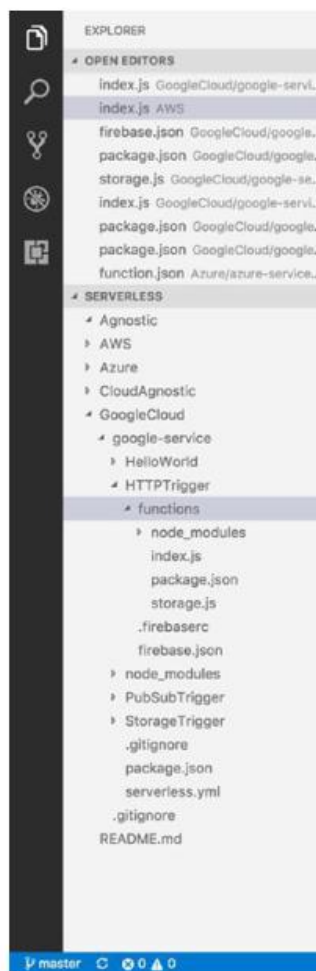 EXPLORER
OPEN EDITORS
index.js GoogleCloud/google-servi...
index.js AWS
firebase.json GoogleCloud/google...
package.json GoogleCloud/google...
storage.js GoogleCloud/google-se...
index.js GoogleCloud/google-servi...
package.json GoogleCloud/google...
package.json GoogleCloud/google...
function.json Azure/azure-service...
SERVERLESS
Agnostic
AWS
Azure
CloudAgnostic
GoogleCloud
google-service
HelloWorld
HTTPTrigger
functions
node_modules
index.js
package.json
storage.js
.firebaserc
firebase.json
node_modules
PubSubTrigger
StorageTrigger
.gitignore
package.json
serverless.yml
.gitignore
README.md
master 0 0